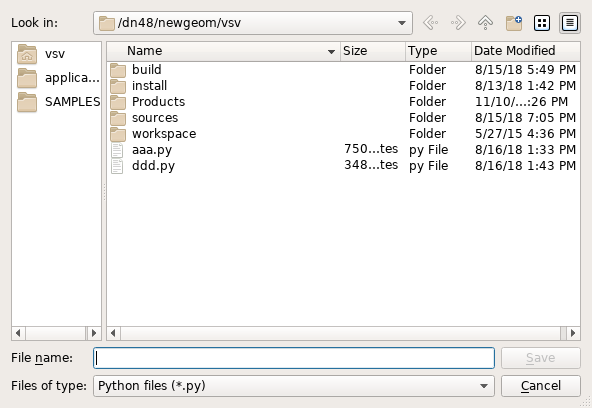 Look in: /dn48/newgeom/vsv
vsv
applica...
SAMPLES
Name Size Type Date Modified
build Folder 8/15/18 5:49 PM
install Folder 8/13/18 1:42 PM
Products Folder 11/10/...:26 PM
sources Folder 8/15/18 7:05 PM
workspace Folder 5/27/15 4:36 PM
aaa.py 750...tes py File 8/16/18 1:33 PM
ddd.py 348...tes py File 8/16/18 1:43 PM
File name: Save
Files of type: Python files (*.py) Cancel